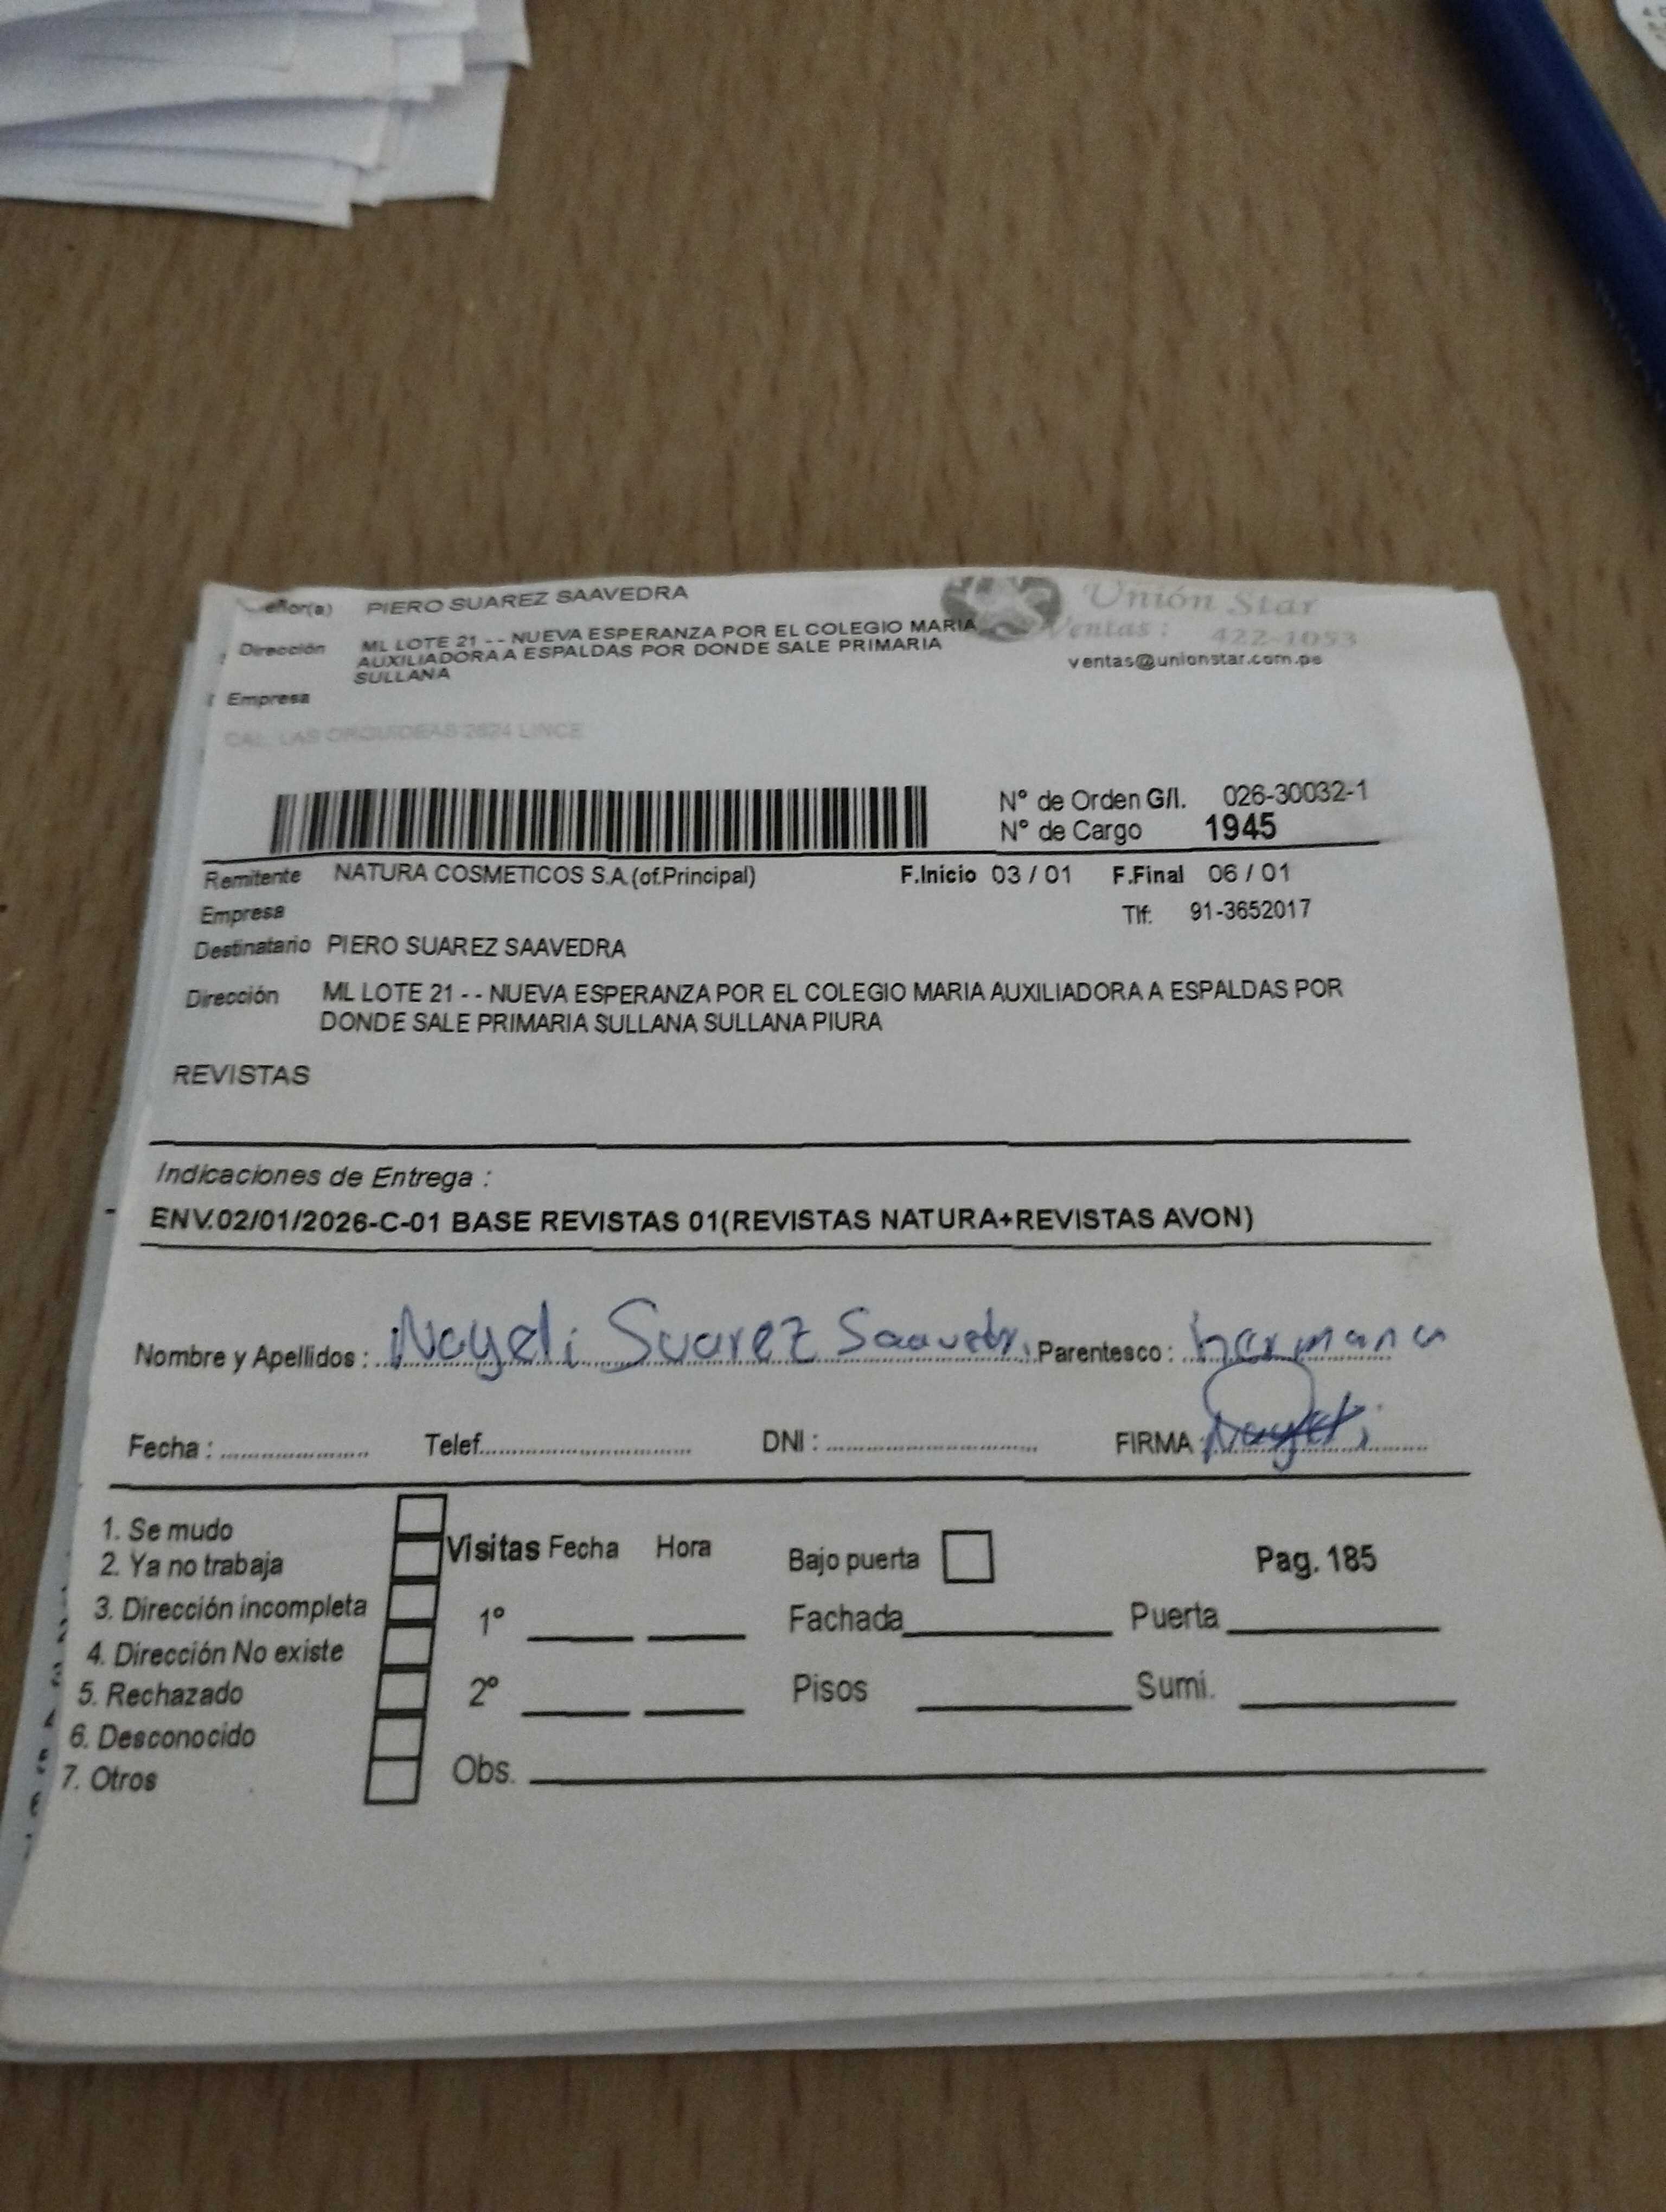 Señor(a) PIERO SUAREZ SAAVEDRA
Unión Star
Dirección ML LOTE 21 - - NUEVA ESPERANZA POR EL COLEGIO MARIA
AUXILIADORA A ESPALDAS POR DONDE SALE PRIMARIA
SULLANA
Ventas : 422-1053
ventas@unionstar.com.pe
Empresa
CAL. LAS ORQUIDEAS 2624 LINCE
N° de Orden G/I. 026-30032-1
N° de Cargo 1945
Remitente NATURA COSMETICOS S.A.(of.Principal) F.Inicio 03 / 01 F.Final 06 / 01
Empresa Tlf: 91-3652017
Destinatario PIERO SUAREZ SAAVEDRA
Dirección ML LOTE 21 - - NUEVA ESPERANZA POR EL COLEGIO MARIA AUXILIADORA A ESPALDAS POR
DONDE SALE PRIMARIA SULLANA SULLANA PIURA
REVISTAS
Indicaciones de Entrega :
ENV.02/01/2026-C-01 BASE REVISTAS 01(REVISTAS NATURA+REVISTAS AVON)
Nombre y Apellidos : Nayeli Suarez Saavedr. Parentesco : hermana
Fecha : Telef. DNI : FIRMA : Nayeli
1. Se mudo
2. Ya no trabaja
3. Dirección incompleta
4. Dirección No existe
5. Rechazado
6. Desconocido
7. Otros
Visitas Fecha Hora Bajo puerta Pag. 185
1° Fachada Puerta
2° Pisos Sumi.
Obs.